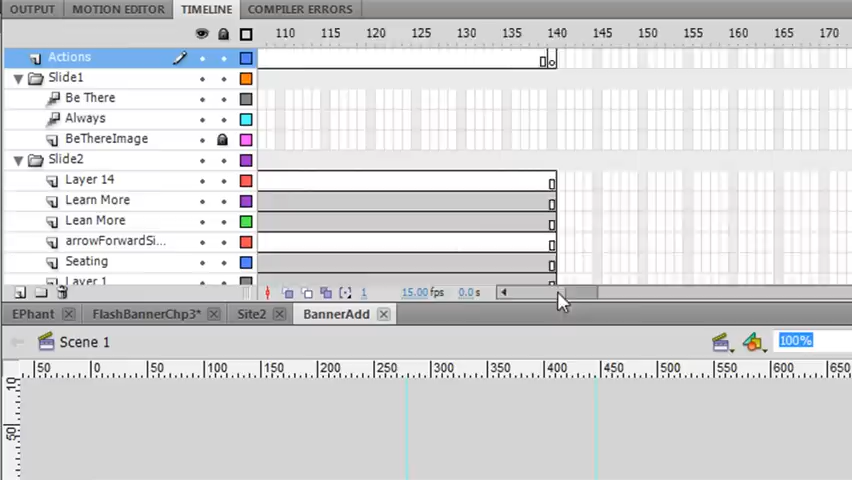 OUTPUT MOTION EDITOR TIMELINE COMPILER ERRORS
110 115 120 125 130 135 140 145 150 155 160 165 170
Actions
Slide1
Be There
Always
BeThereImage
Slide2
Layer 14
Learn More
Lean More
arrowForwardSi...
Seating
Layer 1
1 15.00 fps 0.0 s
EPhant FlashBannerChp3* Site2 BannerAdd
Scene 1 100%
50 0 50 100 150 200 250 300 350 400 450 500 550 600 650
0
50